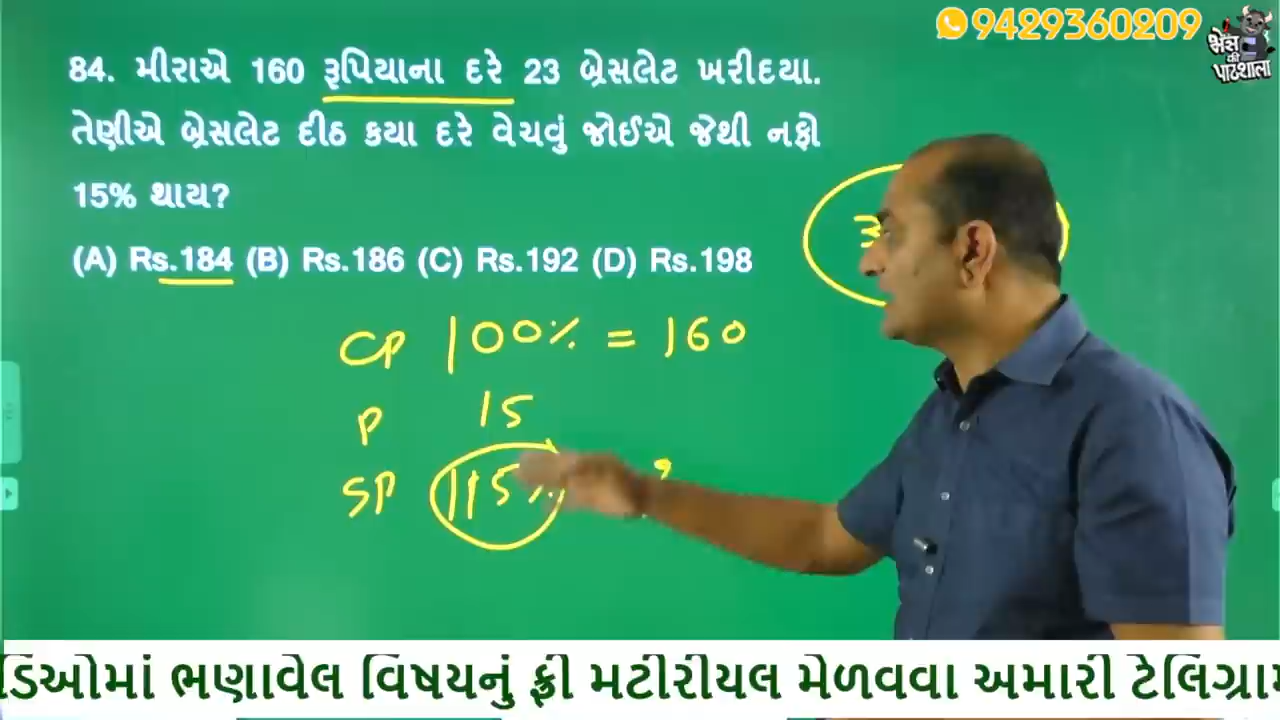 9429360209
भैंस
की
पाठशाला
84. મીરાએ 160 રૂપિયાના દરે 23 બ્રેસલેટ ખરીદયા.
તેણીએ બ્રેસલેટ દીઠ કયા દરે વેચવું જોઈએ જેથી નફો
15% થાય?
(A) Rs.184 (B) Rs.186 (C) Rs.192 (D) Rs.198
CP 100% = 160
P 15
SP 115% ?
ડિઓમાં ભણાવેલ વિષયનું ફ્રી મટીરીયલ મેળવવા અમારી ટેલિગ્રા